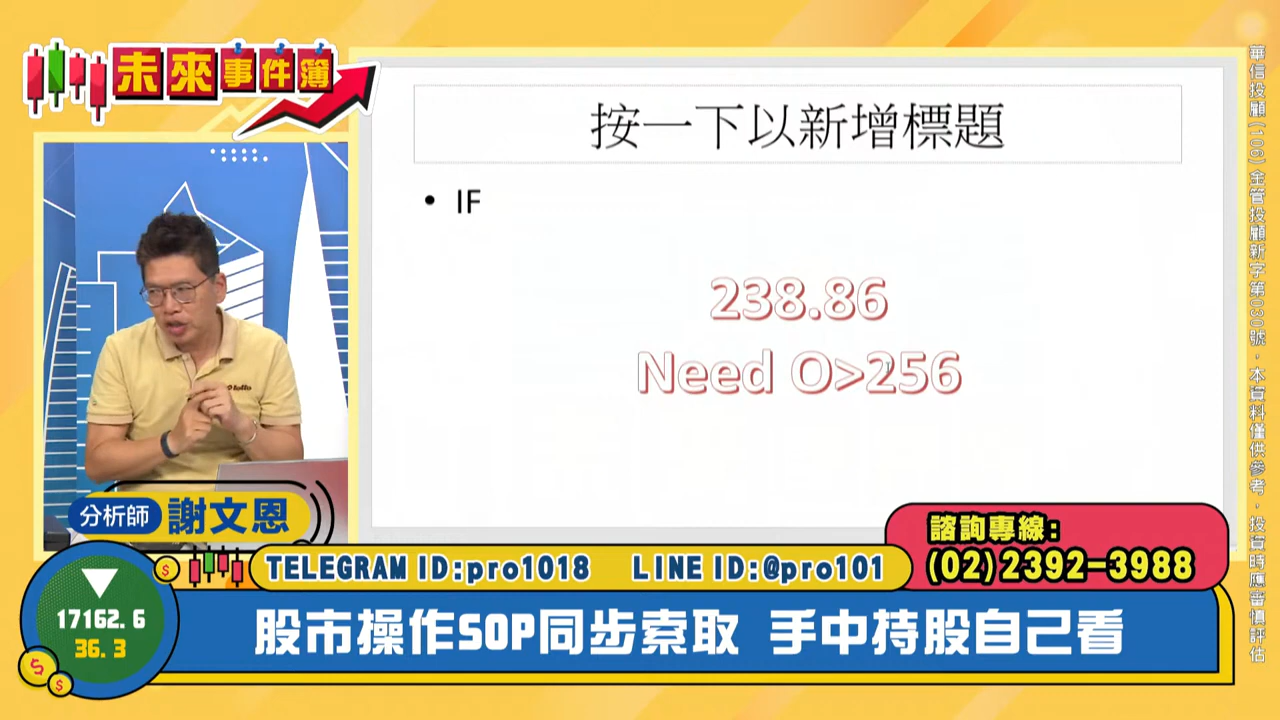 未來事件簿
按一下以新增標題
• IF
238.86
Need O>256
分析師 謝文恩
諮詢專線:
(02)2392-3988
TELEGRAM ID:pro1018 LINE ID:@pro101
17162.6
36.3
股市操作SOP同步索取 手中持股自己看
華信投顧(106)金管投顧新字第030號，本資料僅供參考，投資時應審慎評估